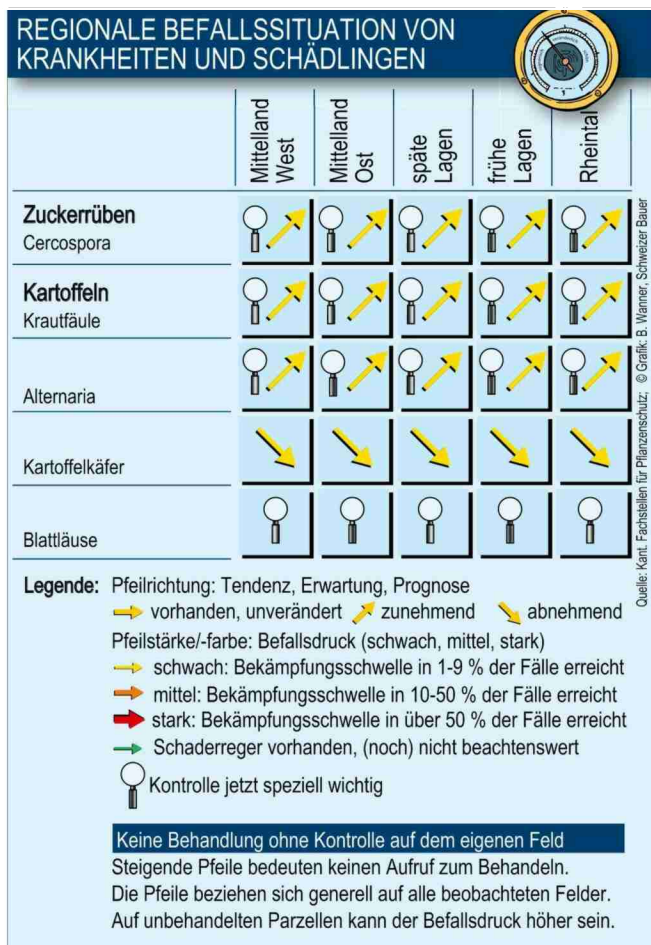 REGIONALE BEFALLSSITUATION VON
KRANKHEITEN UND SCHÄDLINGEN
Mittelland
West
Mittelland
Ost
späte
Lagen
frühe
Lagen
Rheintal
Zuckerrüben
Cercospora
Kartoffeln
Krautfäule
Alternaria
Kartoffelkäfer
Blattläuse
Quelle: Kant. Fachstellen für Pflanzenschutz; © Grafik: B. Wanner, Schweizer Bauer
Legende: Pfeilrichtung: Tendenz, Erwartung, Prognose
vorhanden, unverändert zunehmend abnehmend
Pfeilstärke/-farbe: Befallsdruck (schwach, mittel, stark)
schwach: Bekämpfungsschwelle in 1-9 % der Fälle erreicht
mittel: Bekämpfungsschwelle in 10-50 % der Fälle erreicht
stark: Bekämpfungsschwelle in über 50 % der Fälle erreicht
Schaderreger vorhanden, (noch) nicht beachtenswert
Kontrolle jetzt speziell wichtig
Keine Behandlung ohne Kontrolle auf dem eigenen Feld
Steigende Pfeile bedeuten keinen Aufruf zum Behandeln.
Die Pfeile beziehen sich generell auf alle beobachteten Felder.
Auf unbehandelten Parzellen kann der Befallsdruck höher sein.